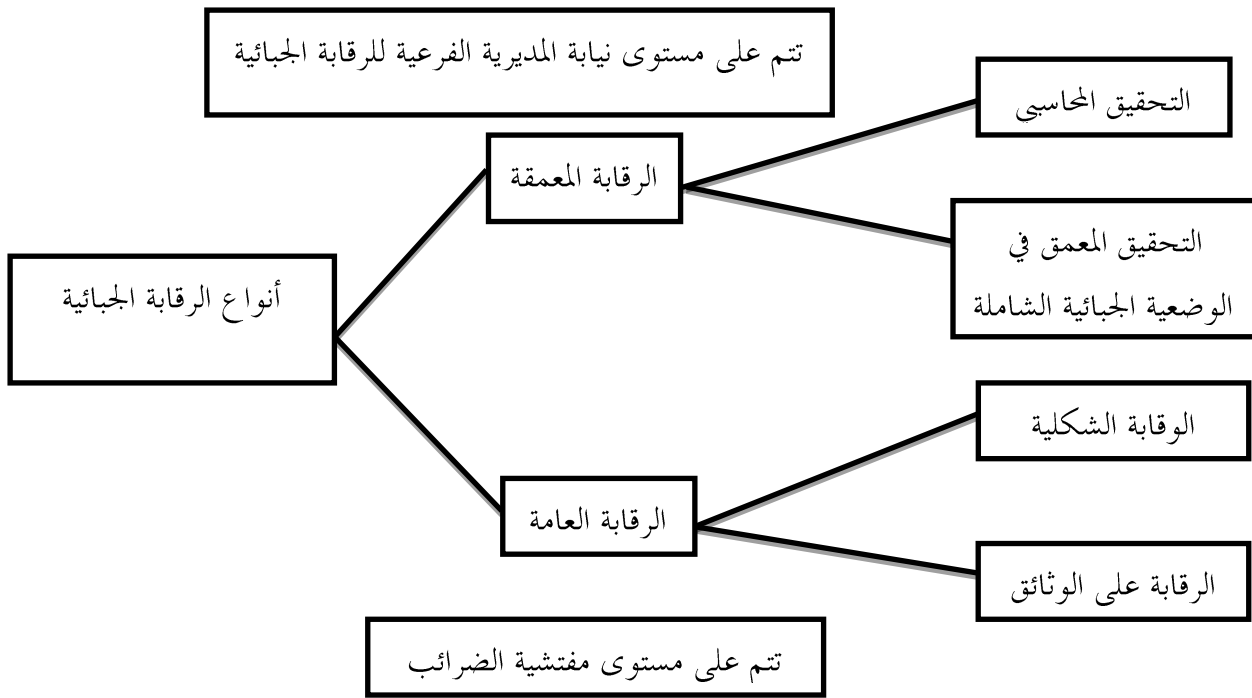 تتم على مستوى نيابة المديرية الفرعية للرقابة الجبائية
التحقيق المحاسبي
الرقابة المعمقة
التحقيق المعمق في
الوضعية الجبائية الشاملة
أنواع الرقابة الجبائية
الوقابة الشكلية
الرقابة العامة
الرقابة على الوثائق
تتم على مستوى مفتشية الضرائب